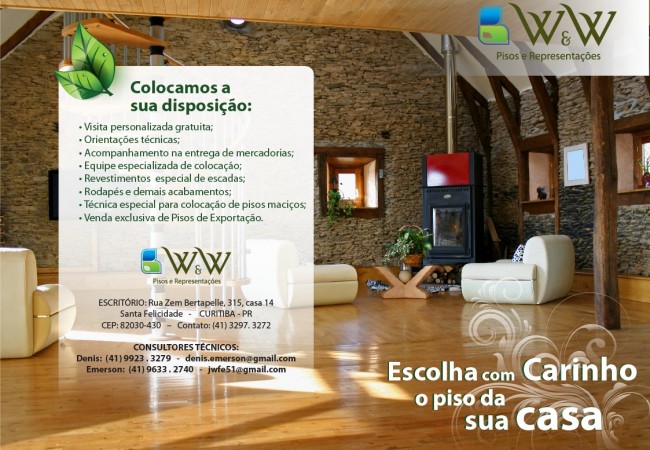 Colocamos a
sua disposição:
• Visita personalizada gratuita;
• Orientações técnicas;
• Acompanhamento na entrega de mercadorias;
• Equipe especializada de colocação;
• Revestimentos especial de escadas;
• Rodapés e demais acabamentos;
• Técnica especial para colocação de pisos maciços;
• Venda exclusiva de Pisos de Exportação.
W&W
Pisos e Representações
ESCRITÓRIO: Rua Zem Bertapelle, 315, casa.14
Santa Felicidade - CURITIBA - PR
CEP: 82030-430 – Contato: (41) 3297. 3272
CONSULTORES TÉCNICOS:
Denis: (41) 9923 . 3279 - denis.emerson@gmail.com
Emerson: (41) 9633 . 2740 - jwfe51@gmail.com
W&W
Pisos e Representações
Escolha com Carinho
o piso da
sua casa